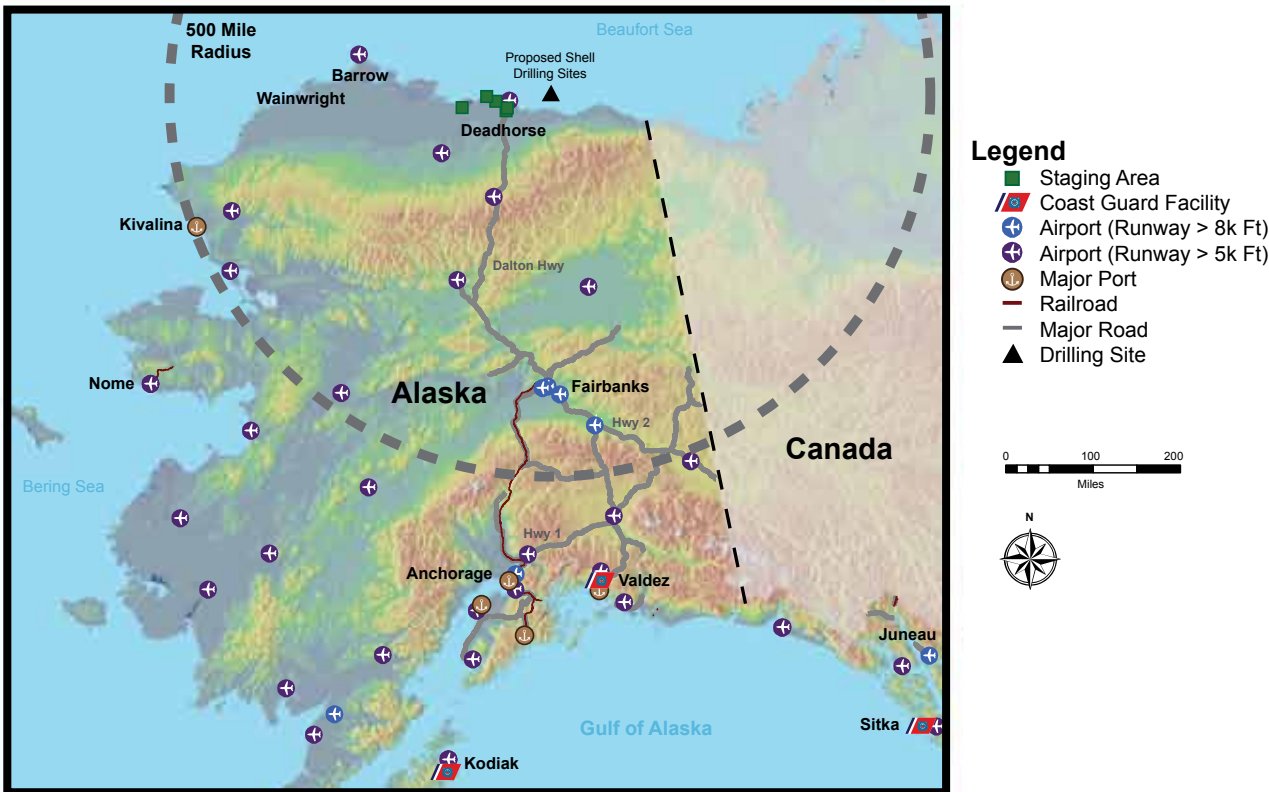 500 Mile
Radius
Beaufort Sea
Barrow
Proposed Shell
Drilling Sites
Wainwright
Deadhorse
Kivalina
Dalton Hwy
Nome
Alaska
Fairbanks
Hwy 2
Canada
Bering Sea
Hwy 1
Anchorage
Valdez
Juneau
Gulf of Alaska
Sitka
Kodiak
Legend
Staging Area
Coast Guard Facility
Airport (Runway > 8k Ft)
Airport (Runway > 5k Ft)
Major Port
Railroad
Major Road
Drilling Site
0 100 200
Miles
N